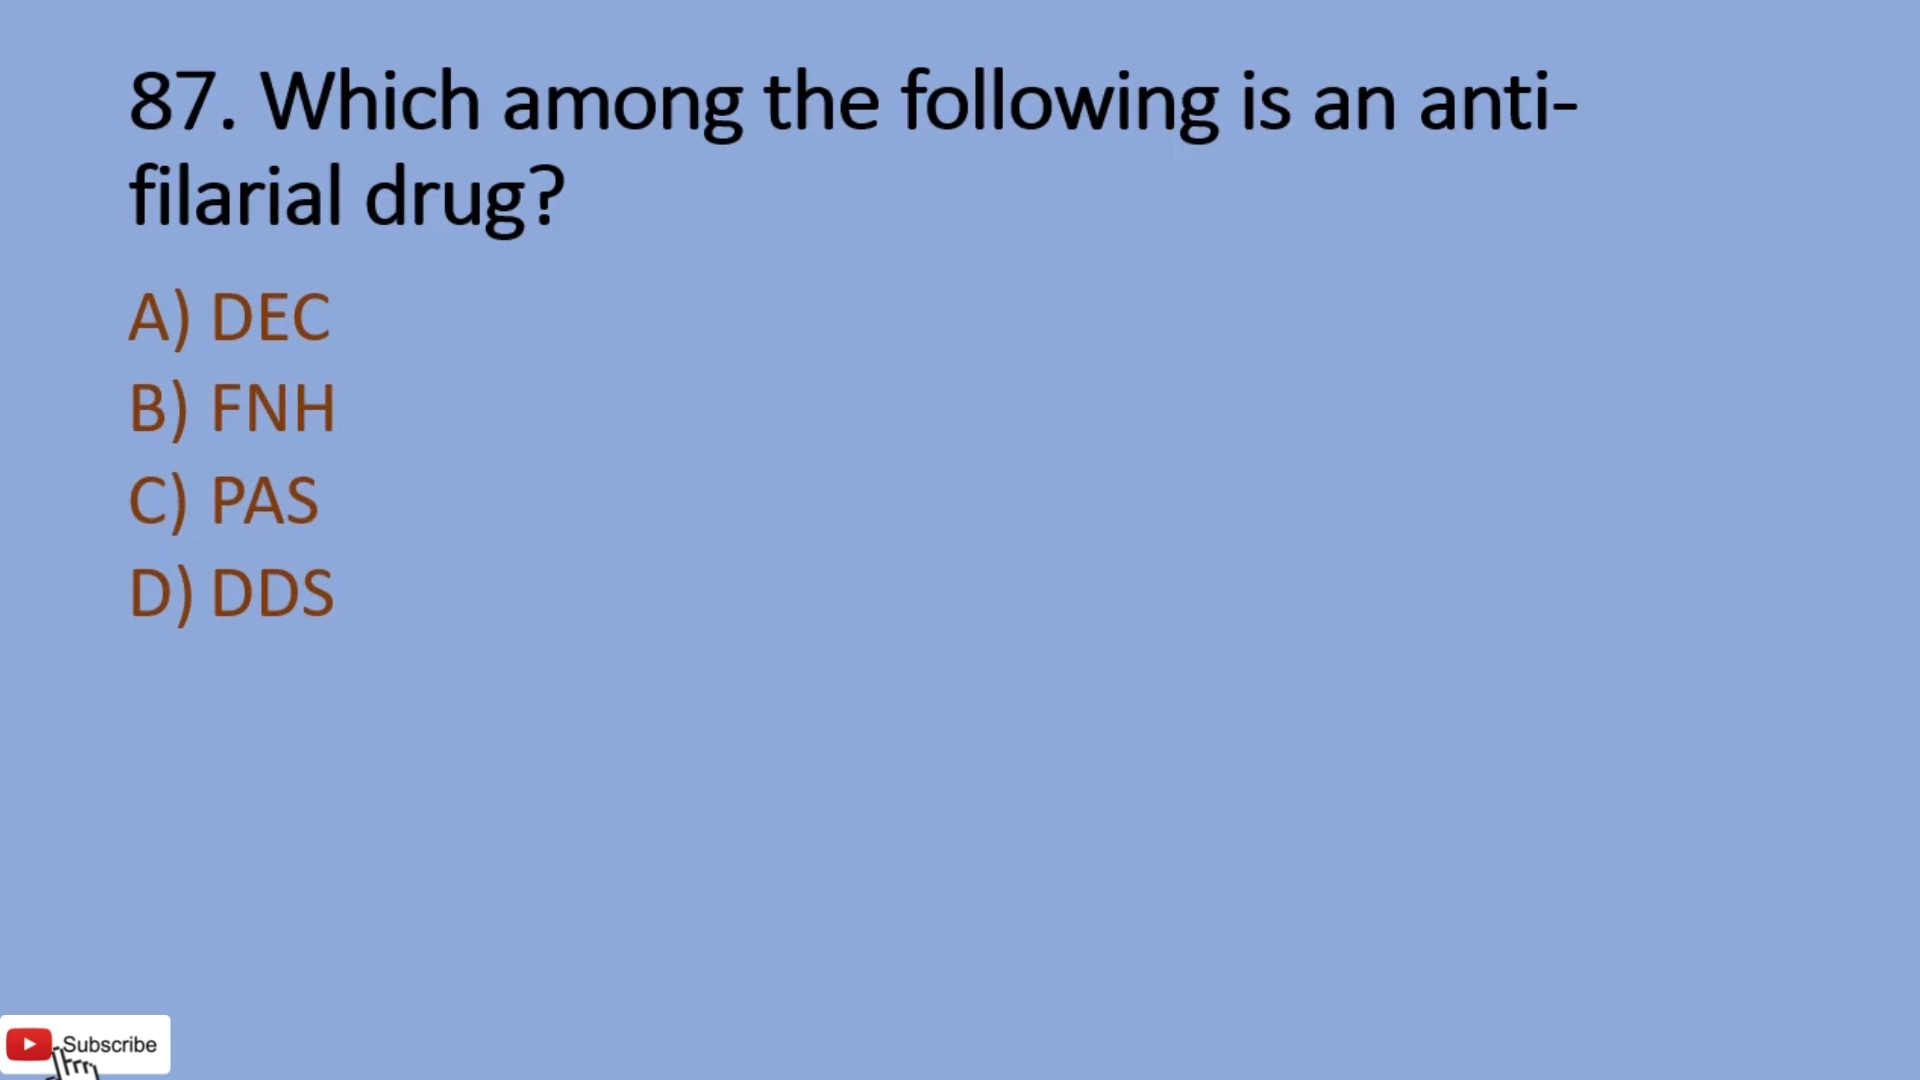 87. Which among the following is an anti-
filarial drug?
A) DEC
B) FNH
C) PAS
D) DDS
Subscribe